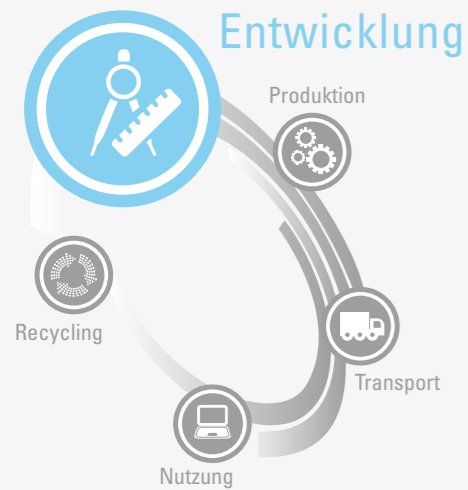 Entwicklung
Produktion
Transport
Nutzung
Recycling